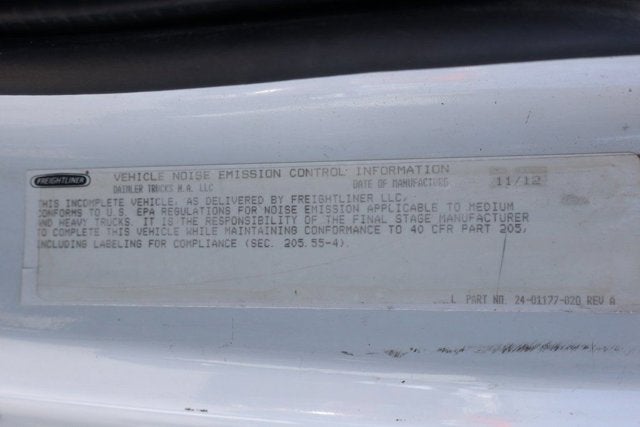 FREIGHTLINER
VEHICLE NOISE EMISSION CONTROL INFORMATION
DAIMLER TRUCKS N.A. LLC DATE OF MANUFACTURE 11/12
THIS INCOMPLETE VEHICLE, AS DELIVERED BY FREIGHTLINER LLC,
CONFORMS TO U.S. EPA REGULATIONS FOR NOISE EMISSION APPLICABLE TO MEDIUM
AND HEAVY TRUCKS. IT IS THE RESPONSIBILITY OF THE FINAL STAGE MANUFACTURER
TO COMPLETE THIS VEHICLE WHILE MAINTAINING CONFORMANCE TO 40 CFR PART 205,
INCLUDING LABELING FOR COMPLIANCE (SEC. 205.55-4).
L PART NO. 24-01177-020 REV A